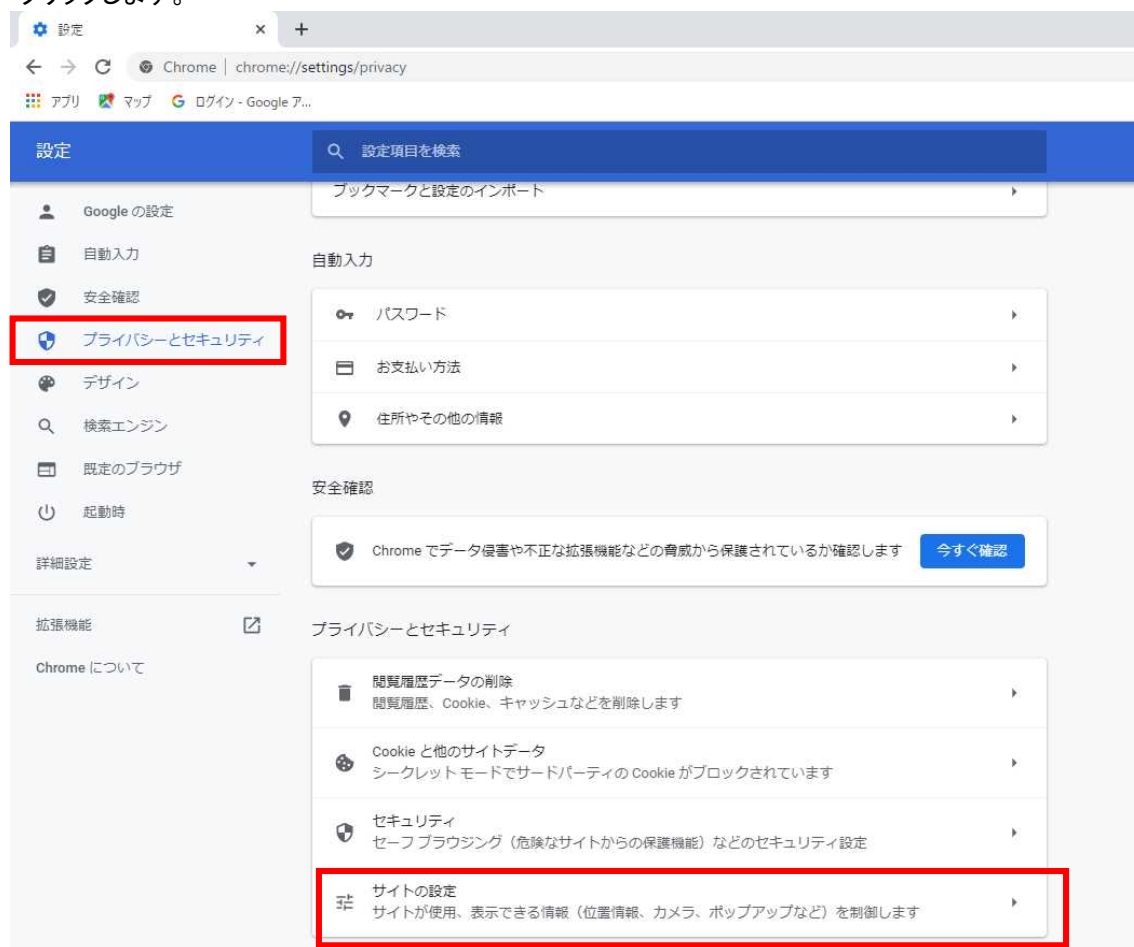 クリックします。
設定
Chrome | chrome://settings/privacy
アプリ マップ ログイン - Google ア...
設定
設定項目を検索
Google の設定
自動入力
安全確認
プライバシーとセキュリティ
デザイン
検索エンジン
既定のブラウザ
起動時
詳細設定
拡張機能
Chrome について
ブックマークと設定のインポート
自動入力
パスワード
お支払い方法
住所やその他の情報
安全確認
Chrome でデータ侵害や不正な拡張機能などの脅威から保護されているか確認します 今すぐ確認
プライバシーとセキュリティ
閲覧履歴データの削除
閲覧履歴、Cookie、キャッシュなどを削除します
Cookie と他のサイトデータ
シークレット モードでサードパーティの Cookie がブロックされています
セキュリティ
セーフ ブラウジング（危険なサイトからの保護機能）などのセキュリティ設定
サイトの設定
サイトが使用、表示できる情報（位置情報、カメラ、ポップアップなど）を制御します